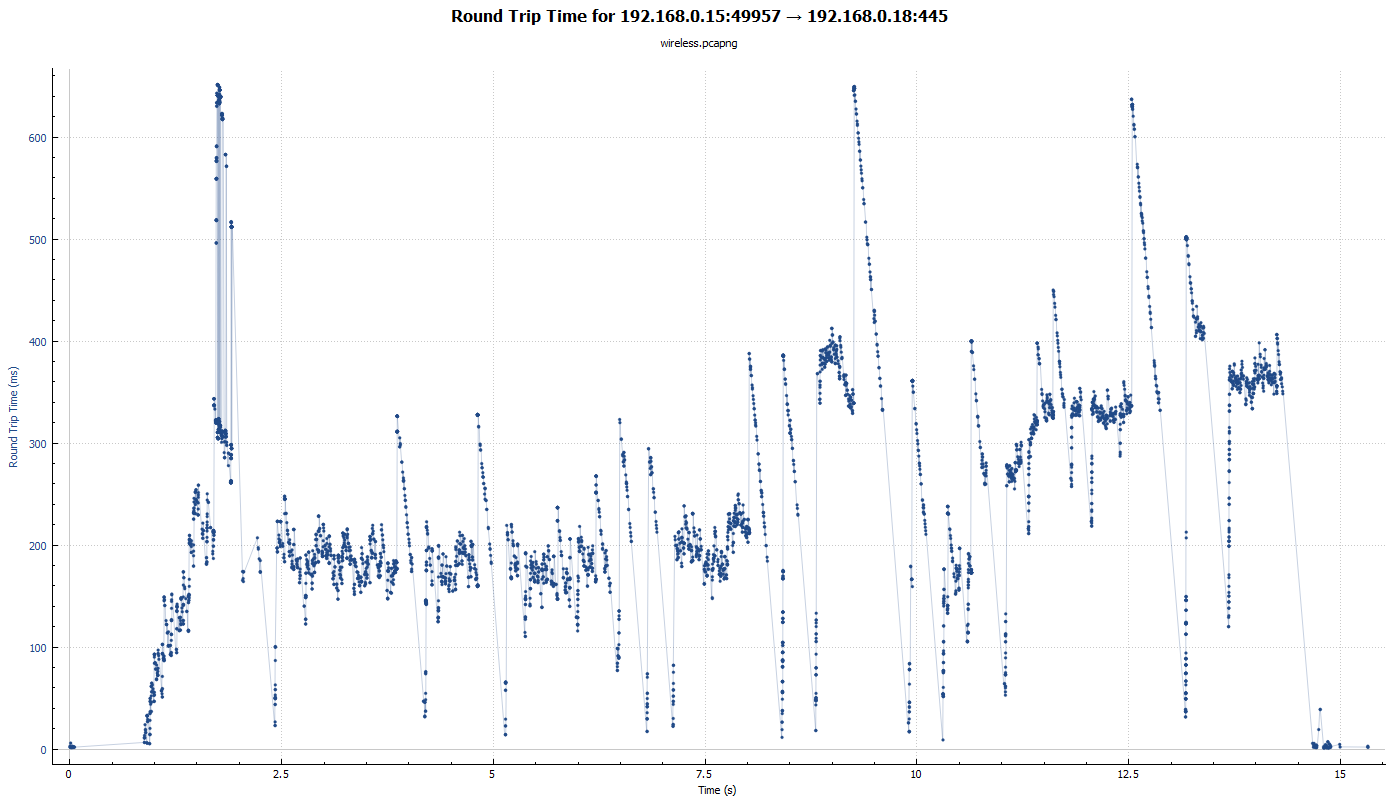 Round Trip Time for 192.168.0.15:49957 → 192.168.0.18:445
wireless.pcapng
Round Trip Time (ms)
600
500
400
300
200
100
0
0 2.5 5 7.5 10 12.5 15
Time (s)